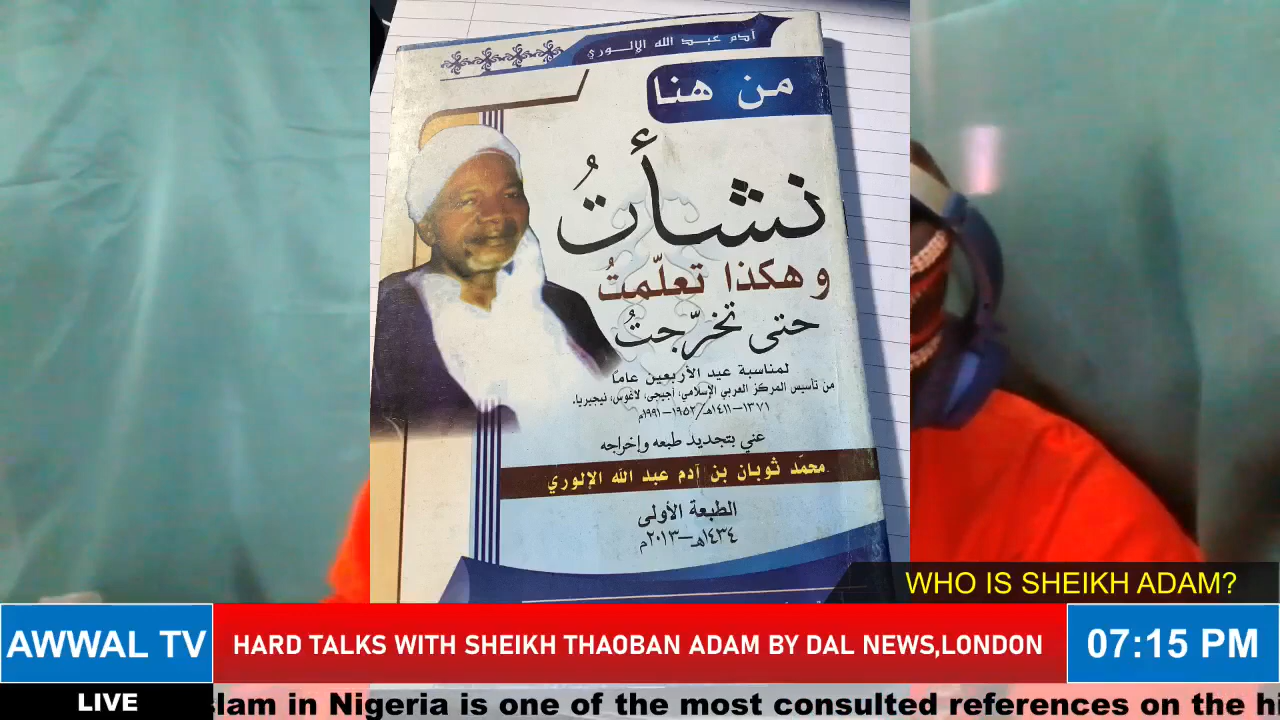 آدم عبد الله الإلوري
من هنا
نشأتُ
وهكذا تعلّمتُ
حتى تخرّجتُ
لمناسبة عيد الأربعين عاما
من تأسيس المركز العربي الإسلامي، أجيجي، لاغوس، نيجيريا.
١٣٧١-١٤١١هـ/١٩٥٢-١٩٩١م
عني بتجديد طبعه وإخراجه
محمّد ثوبان بن آدم عبد الله الإلوري
الطبعة الأولى
١٤٣٤هـ-٢٠١٣م
WHO IS SHEIKH ADAM?
AWWAL TV
HARD TALKS WITH SHEIKH THAOBAN ADAM BY DAL NEWS,LONDON
07:15 PM
LIVE
slam in Nigeria is one of the most consulted references on the hi